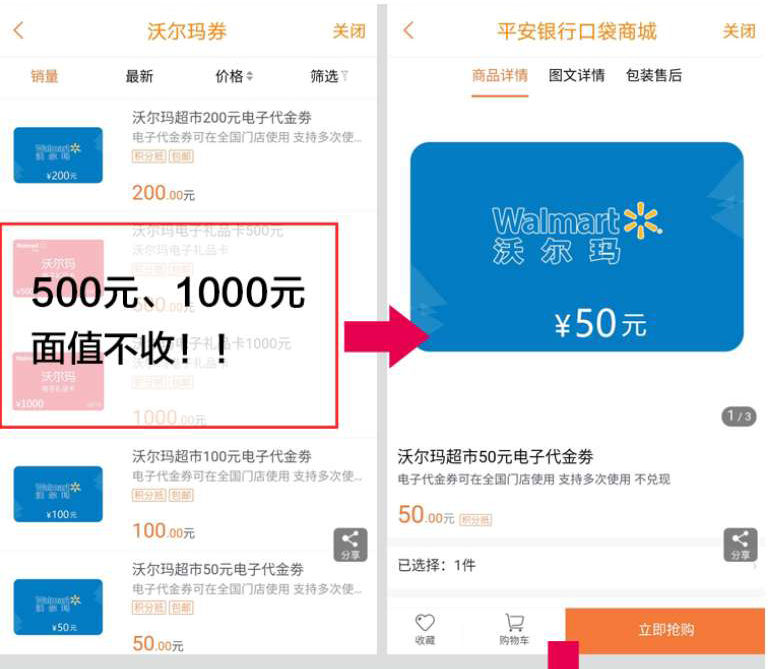 沃尔玛券
关闭
销量
最新
价格
筛选
沃尔玛超市200元电子代金劵
电子代金券可在全国门店使用 支持多次使...
积分抵 包邮
200.00元
Walmart
沃尔玛
¥200元
沃尔玛电子礼品卡500元
沃尔玛电子礼品卡
沃尔玛
500元、1000元
面值不收！！
卡1000元
沃尔玛
¥1000
1000.00元
沃尔玛超市100元电子代金劵
电子代金券可在全国门店使用 支持多次使...
积分抵 包邮
100.00元
Walmart
沃尔玛
¥100元
沃尔玛超市50元电子代金劵
电子代金券可在全国门店使用 支持多次使...
积分抵 包邮
50.00元
Walmart
沃尔玛
¥50元
分享
平安银行口袋商城
关闭
商品详情
图文详情
包装售后
Walmart
沃尔玛
¥50元
1/3
沃尔玛超市50元电子代金劵
电子代金券可在全国门店使用 支持多次使用 不兑现
50.00元 积分抵
分享
已选择：1件
收藏
购物车
立即抢购